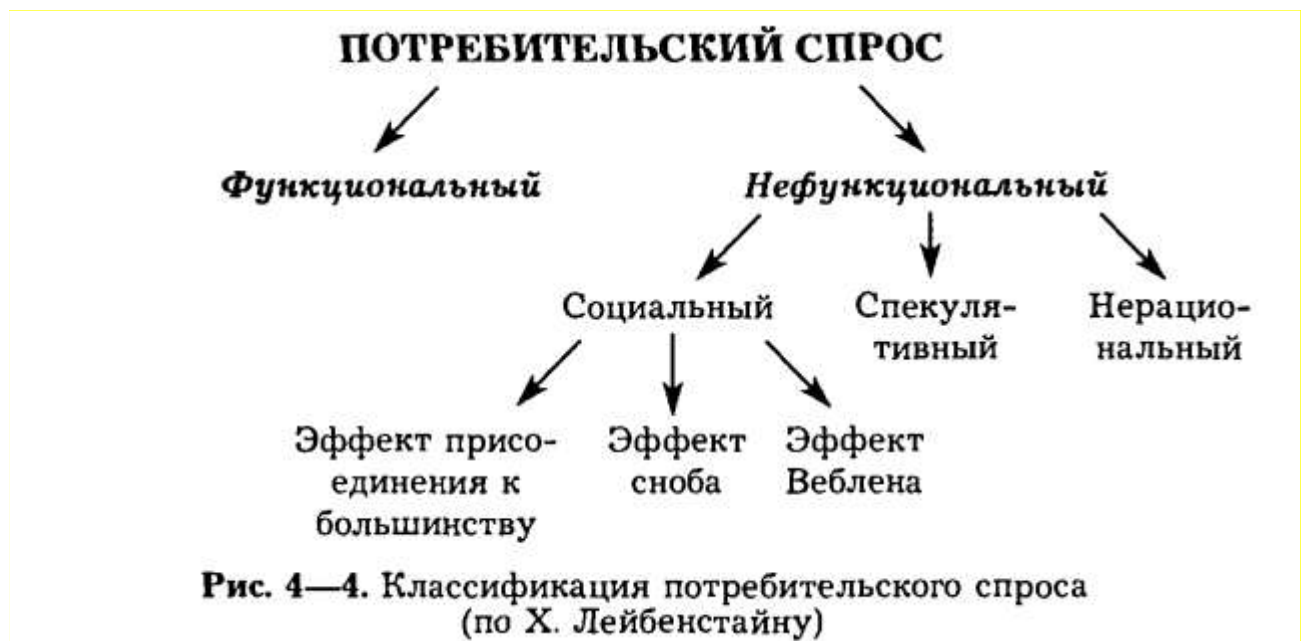 ПОТРЕБИТЕЛЬСКИЙ СПРОС
Функциональный
Нефункциональный
Социальный
Спекуля-
тивный
Нерацио-
нальный
Эффект присо-
единения к
большинству
Эффект
сноба
Эффект
Веблена
Рис. 4—4. Классификация потребительского спроса
(по Х. Лейбенстайну)